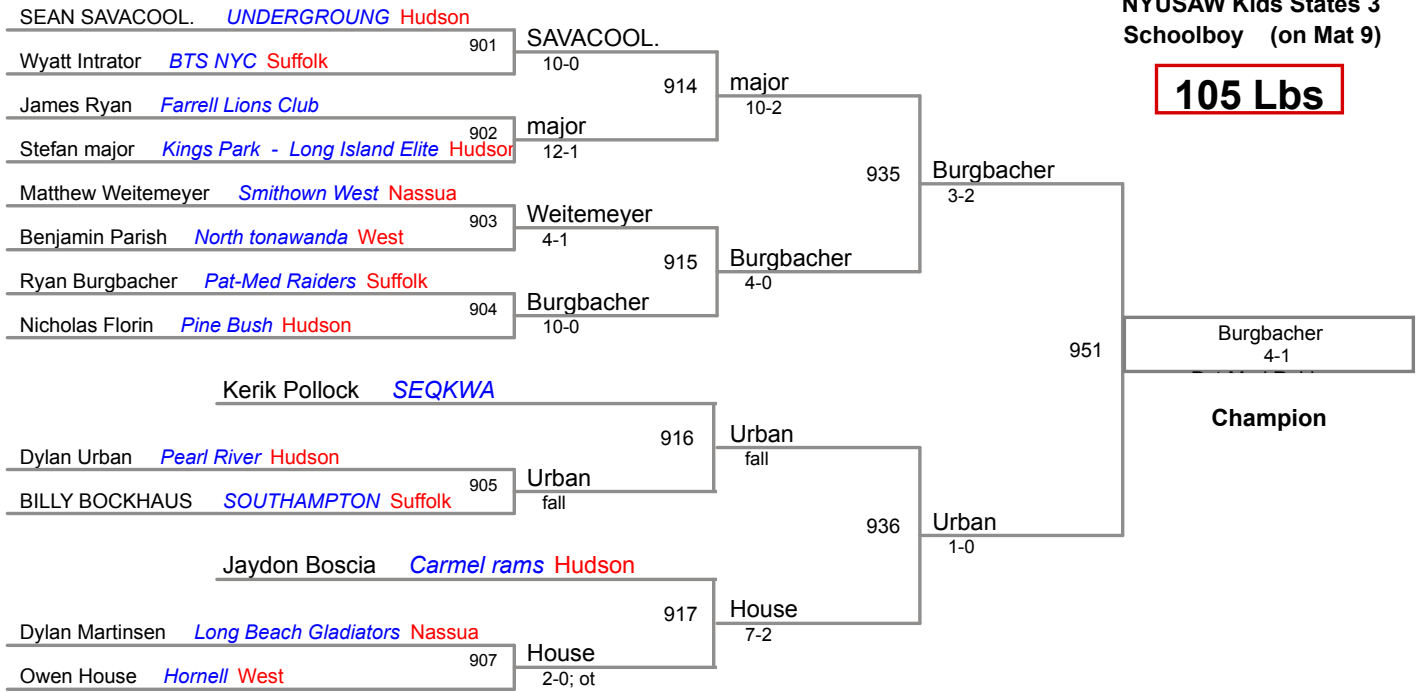 NYUSAW Kids States 3
Schoolboy (on Mat 9)
105 Lbs
SEAN SAVACOOL. UNDERGROUNG Hudson
901
Wyatt Intrator BTS NYC Suffolk
SAVACOOL.
10-0
914
James Ryan Farrell Lions Club
902
Stefan major Kings Park - Long Island Elite Hudson
major
12-1
major
10-2
935
Matthew Weitemeyer Smithown West Nassua
903
Benjamin Parish North tonawanda West
Weitemeyer
4-1
915
Ryan Burgbacher Pat-Med Raiders Suffolk
904
Nicholas Florin Pine Bush Hudson
Burgbacher
10-0
Burgbacher
4-0
Burgbacher
3-2
951
Kerik Pollock SEQKWA
916
Dylan Urban Pearl River Hudson
905
BILLY BOCKHAUS SOUTHAMPTON Suffolk
Urban
fall
Urban
fall
936
Jaydon Boscia Carmel rams Hudson
917
Dylan Martinsen Long Beach Gladiators Nassua
907
Owen House Hornell West
House
2-0; ot
House
7-2
Urban
1-0
Burgbacher
4-1
Champion